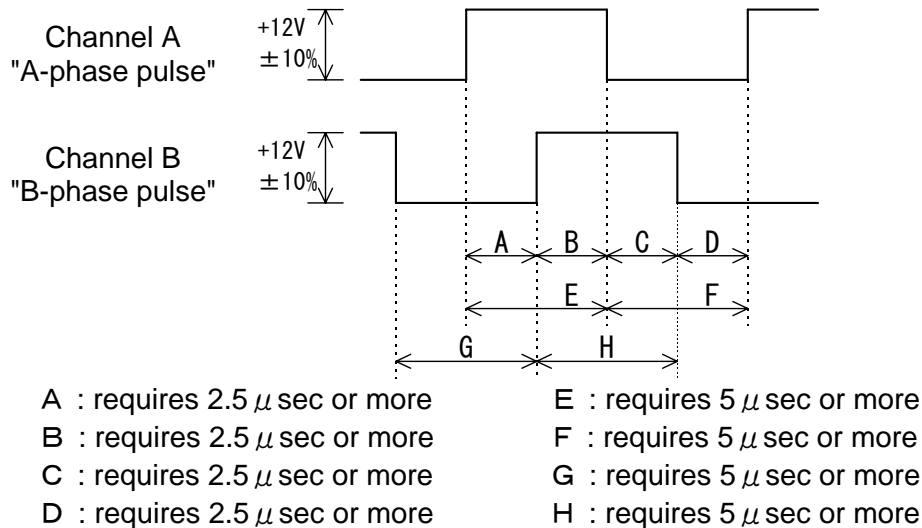 Channel A
"A-phase pulse"
+12V
±10%
Channel B
"B-phase pulse"
+12V
±10%
A B C D
E F
G H
A : requires 2.5 μ sec or more
B : requires 2.5 μ sec or more
C : requires 2.5 μ sec or more
D : requires 2.5 μ sec or more
E : requires 5 μ sec or more
F : requires 5 μ sec or more
G : requires 5 μ sec or more
H : requires 5 μ sec or more